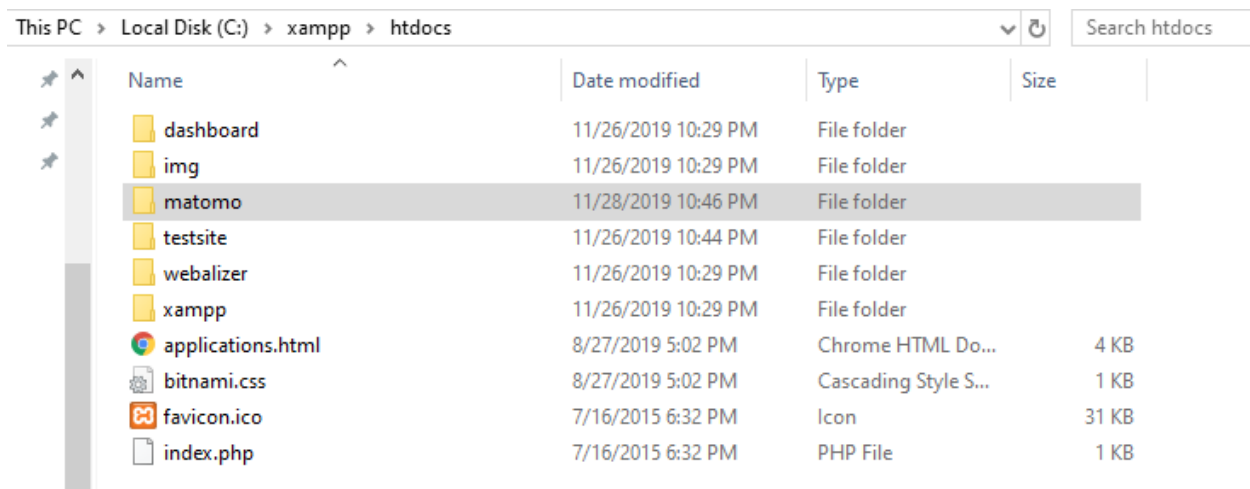 This PC > Local Disk (C:) > xampp > htdocs Search htdocs
Name Date modified Type Size
dashboard 11/26/2019 10:29 PM File folder
img 11/26/2019 10:29 PM File folder
matomo 11/28/2019 10:46 PM File folder
testsite 11/26/2019 10:44 PM File folder
webalizer 11/26/2019 10:29 PM File folder
xampp 11/26/2019 10:29 PM File folder
applications.html 8/27/2019 5:02 PM Chrome HTML Do... 4 KB
bitnami.css 8/27/2019 5:02 PM Cascading Style S... 1 KB
favicon.ico 7/16/2015 6:32 PM Icon 31 KB
index.php 7/16/2015 6:32 PM PHP File 1 KB